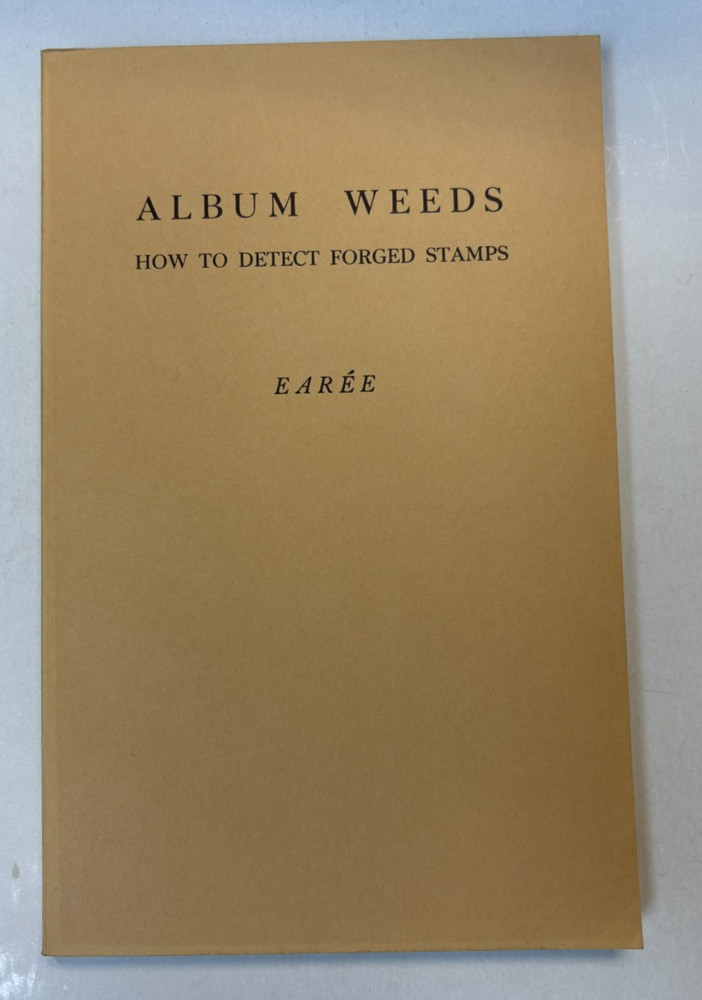 ALBUM WEEDS
HOW TO DETECT FORGED STAMPS
EARÉE